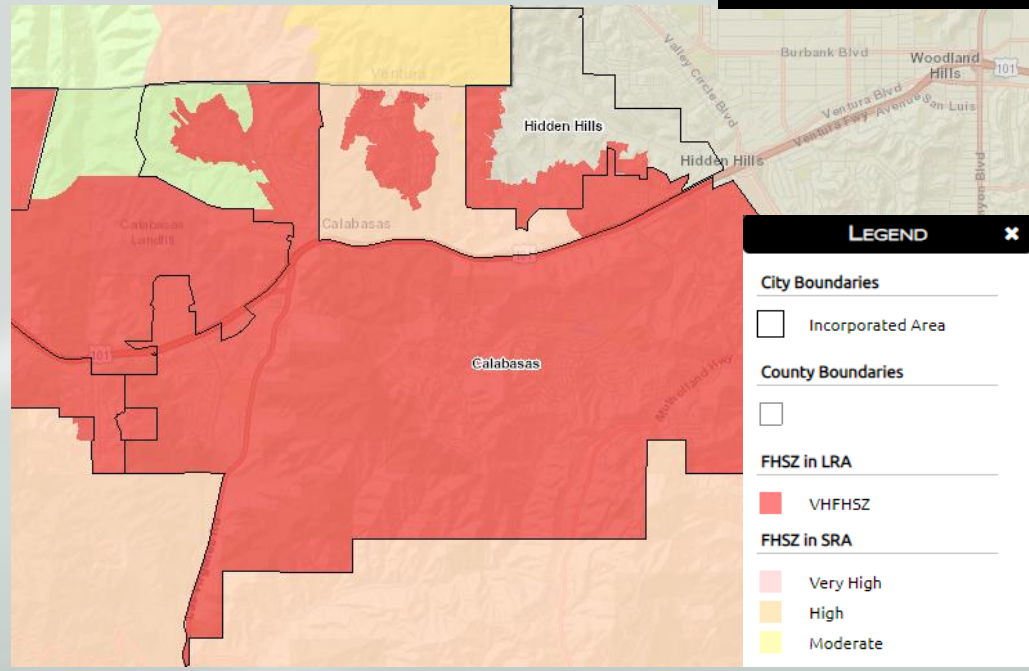 Burbank Blvd
Woodland
Hills
101
Valley Circle Blvd
Ventura Blvd
Ventura Fwy
Avenue San Luis
Ventura
Hidden Hills
Hidden Hills
Calabasas
Landfill
Calabasas
101
101
Calabasas
Mulholland Hwy
LEGEND
City Boundaries
Incorporated Area
County Boundaries
FHSZ in LRA
VHFHSZ
FHSZ in SRA
Very High
High
Moderate